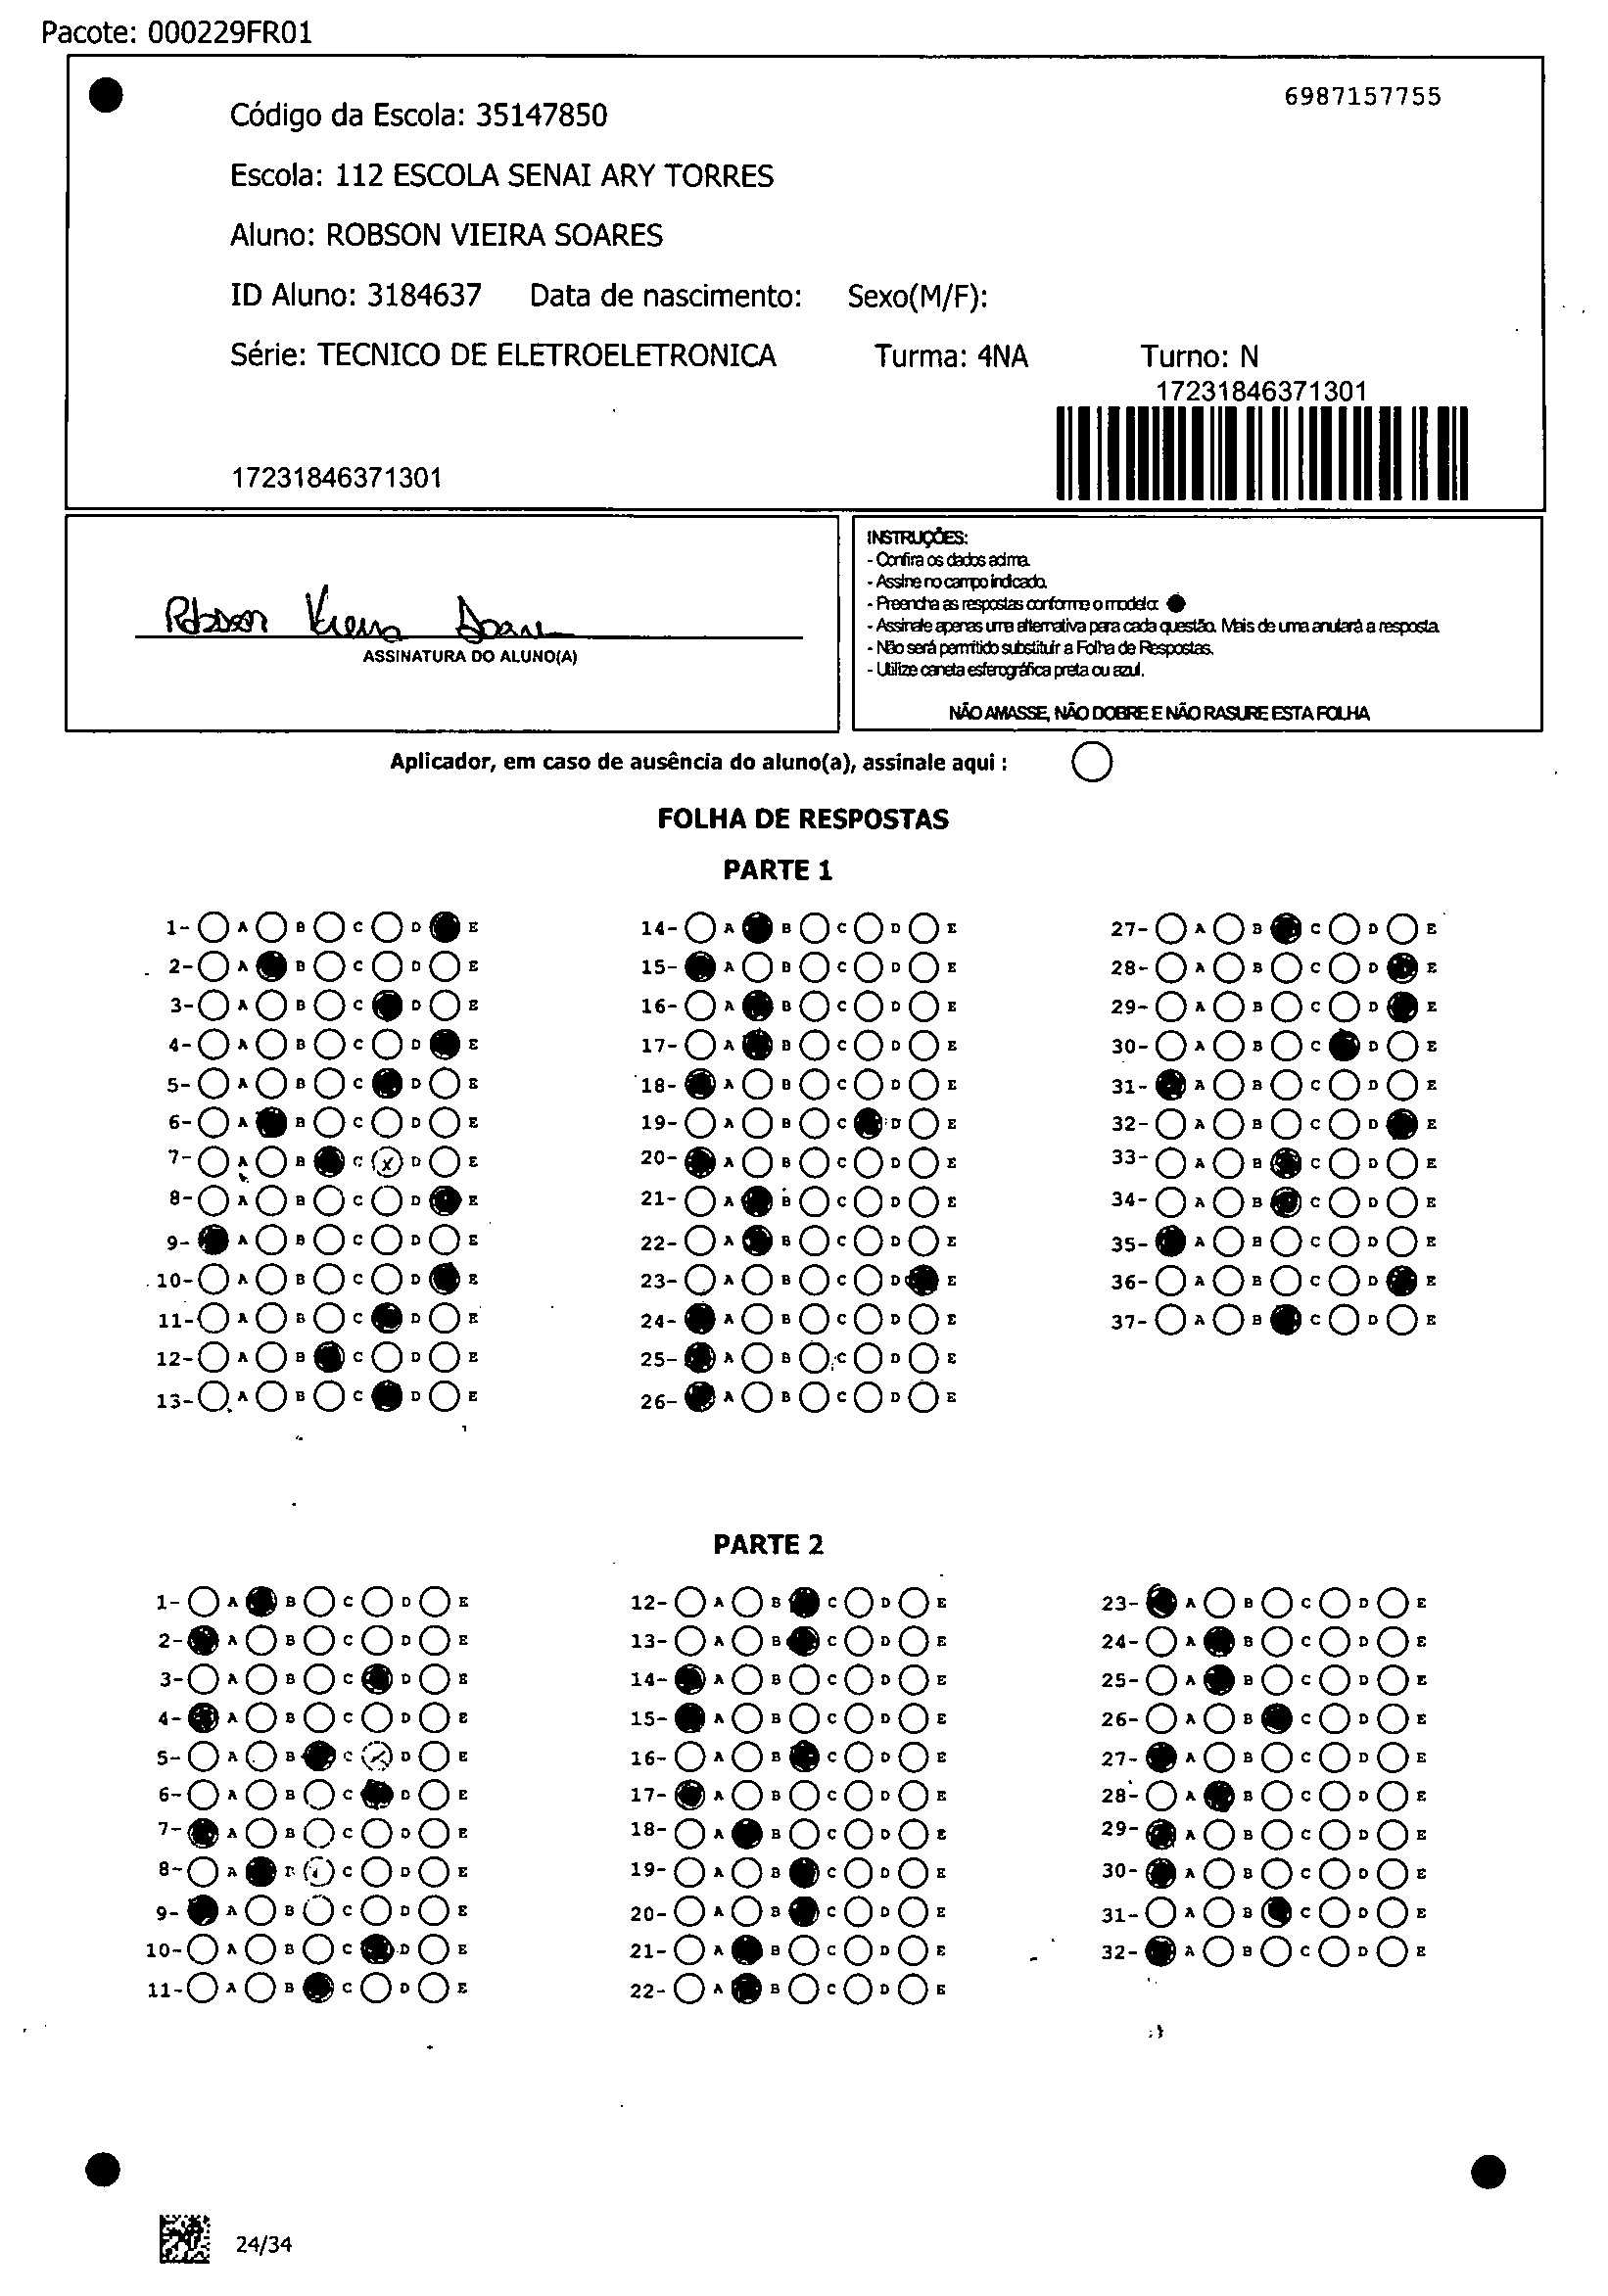 Pacote: 000229FR01
6987157755
Código da Escola: 35147850
Escola: 112 ESCOLA SENAI ARY TORRES
Aluno: ROBSON VIEIRA SOARES
ID Aluno: 3184637 Data de nascimento: Sexo(M/F):
Série: TECNICO DE ELETROELETRONICA Turma: 4NA Turno: N
17231846371301
17231846371301
Robson Vieira Soares
ASSINATURA DO ALUNO(A)
INSTRUÇÕES:
- Confira os dados acima.
- Assine no campo indicado.
- Preencha as respostas conforme o modelo:
- Assinale apenas uma alternativa para cada questão. Mais de uma anulará a resposta.
- Não será permitido substituir a Folha de Respostas.
- Utilize caneta esferográfica preta ou azul.
NÃO AMASSE, NÃO DOBRE E NÃO RASURE ESTA FOLHA
Aplicador, em caso de ausência do aluno(a), assinale aqui :
FOLHA DE RESPOSTAS
PARTE 1
1- A B C D E
2- A B C D E
3- A B C D E
4- A B C D E
5- A B C D E
6- A B C D E
7- A B C D E
8- A B C D E
9- A B C D E
10- A B C D E
11- A B C D E
12- A B C D E
13- A B C D E
14- A B C D E
15- A B C D E
16- A B C D E
17- A B C D E
18- A B C D E
19- A B C D E
20- A B C D E
21- A B C D E
22- A B C D E
23- A B C D E
24- A B C D E
25- A B C D E
26- A B C D E
27- A B C D E
28- A B C D E
29- A B C D E
30- A B C D E
31- A B C D E
32- A B C D E
33- A B C D E
34- A B C D E
35- A B C D E
36- A B C D E
37- A B C D E
PARTE 2
1- A B C D E
2- A B C D E
3- A B C D E
4- A B C D E
5- A B C D E
6- A B C D E
7- A B C D E
8- A B C D E
9- A B C D E
10- A B C D E
11- A B C D E
12- A B C D E
13- A B C D E
14- A B C D E
15- A B C D E
16- A B C D E
17- A B C D E
18- A B C D E
19- A B C D E
20- A B C D E
21- A B C D E
22- A B C D E
23- A B C D E
24- A B C D E
25- A B C D E
26- A B C D E
27- A B C D E
28- A B C D E
29- A B C D E
30- A B C D E
31- A B C D E
32- A B C D E
24/34